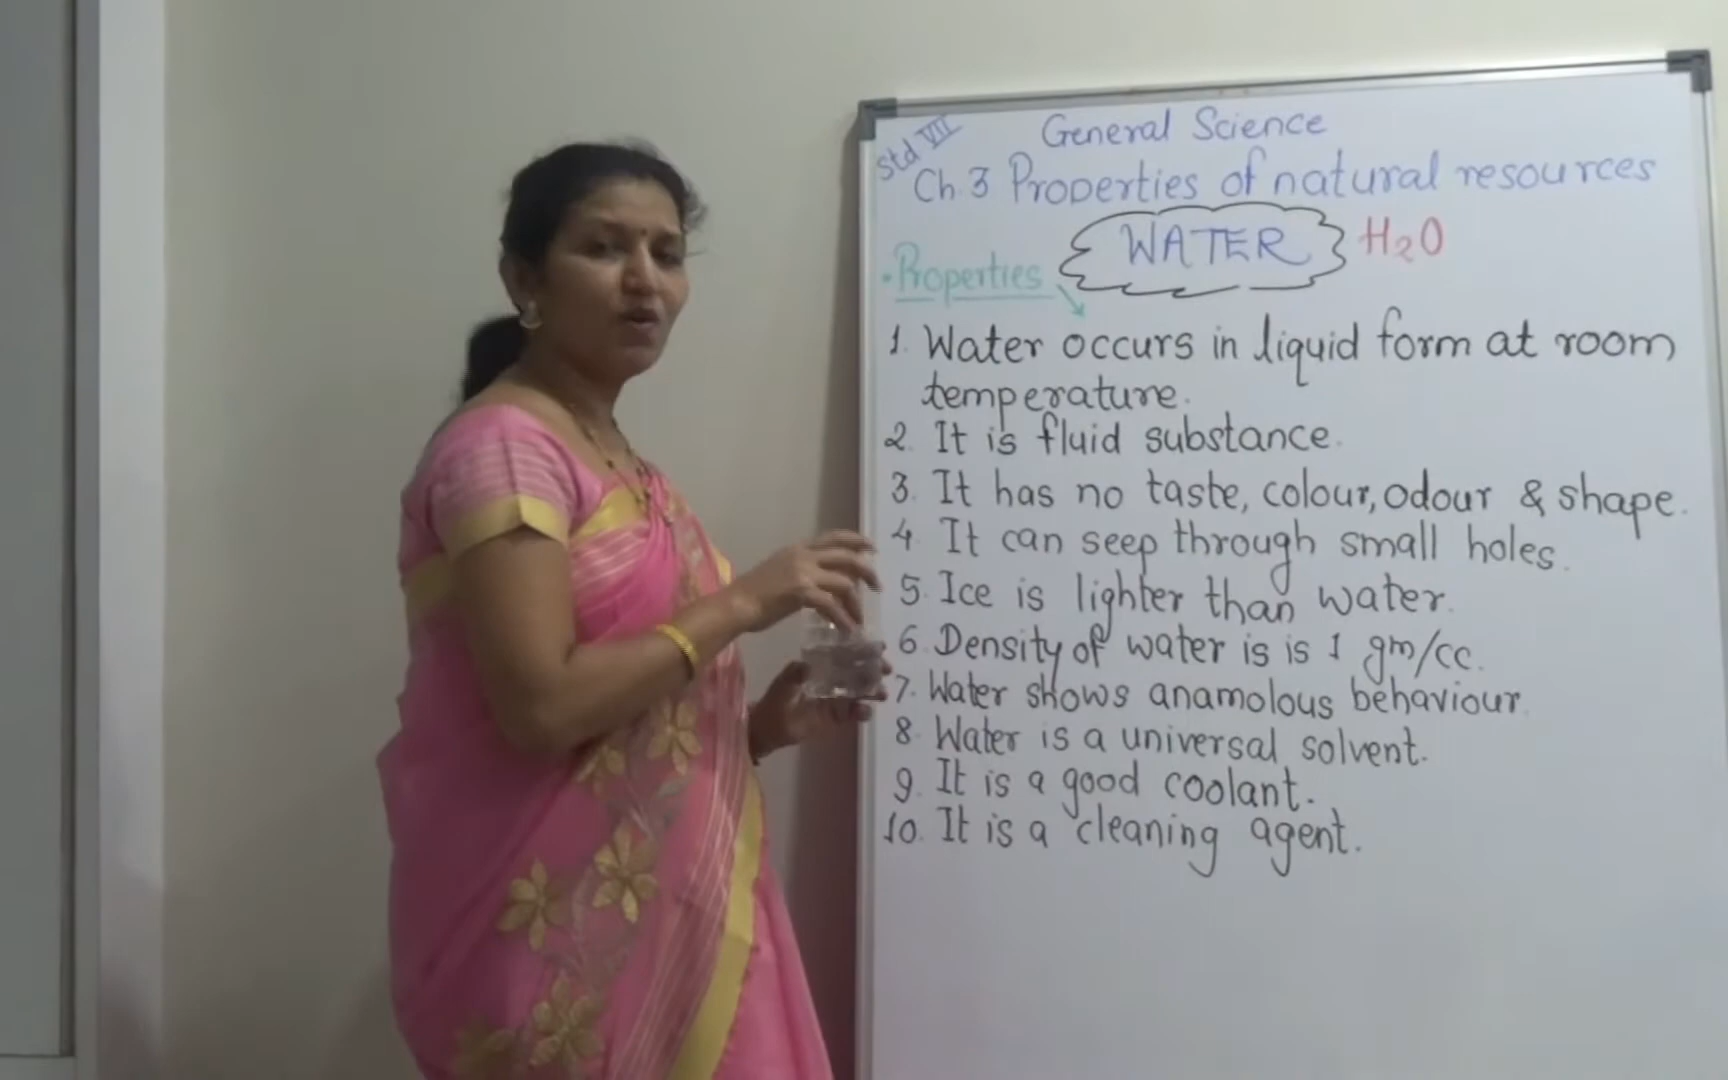 Std VII
General Science
Ch. 3 Properties of natural resources
WATER H2O
• Properties
1. Water occurs in liquid form at room
temperature.
2. It is fluid substance.
3. It has no taste, colour, odour & shape.
4. It can seep through small holes.
5. Ice is lighter than water.
6. Density of water is is 1 gm/cc.
7. Water shows anamolous behaviour.
8. Water is a universal solvent.
9. It is a good coolant.
10. It is a cleaning agent.